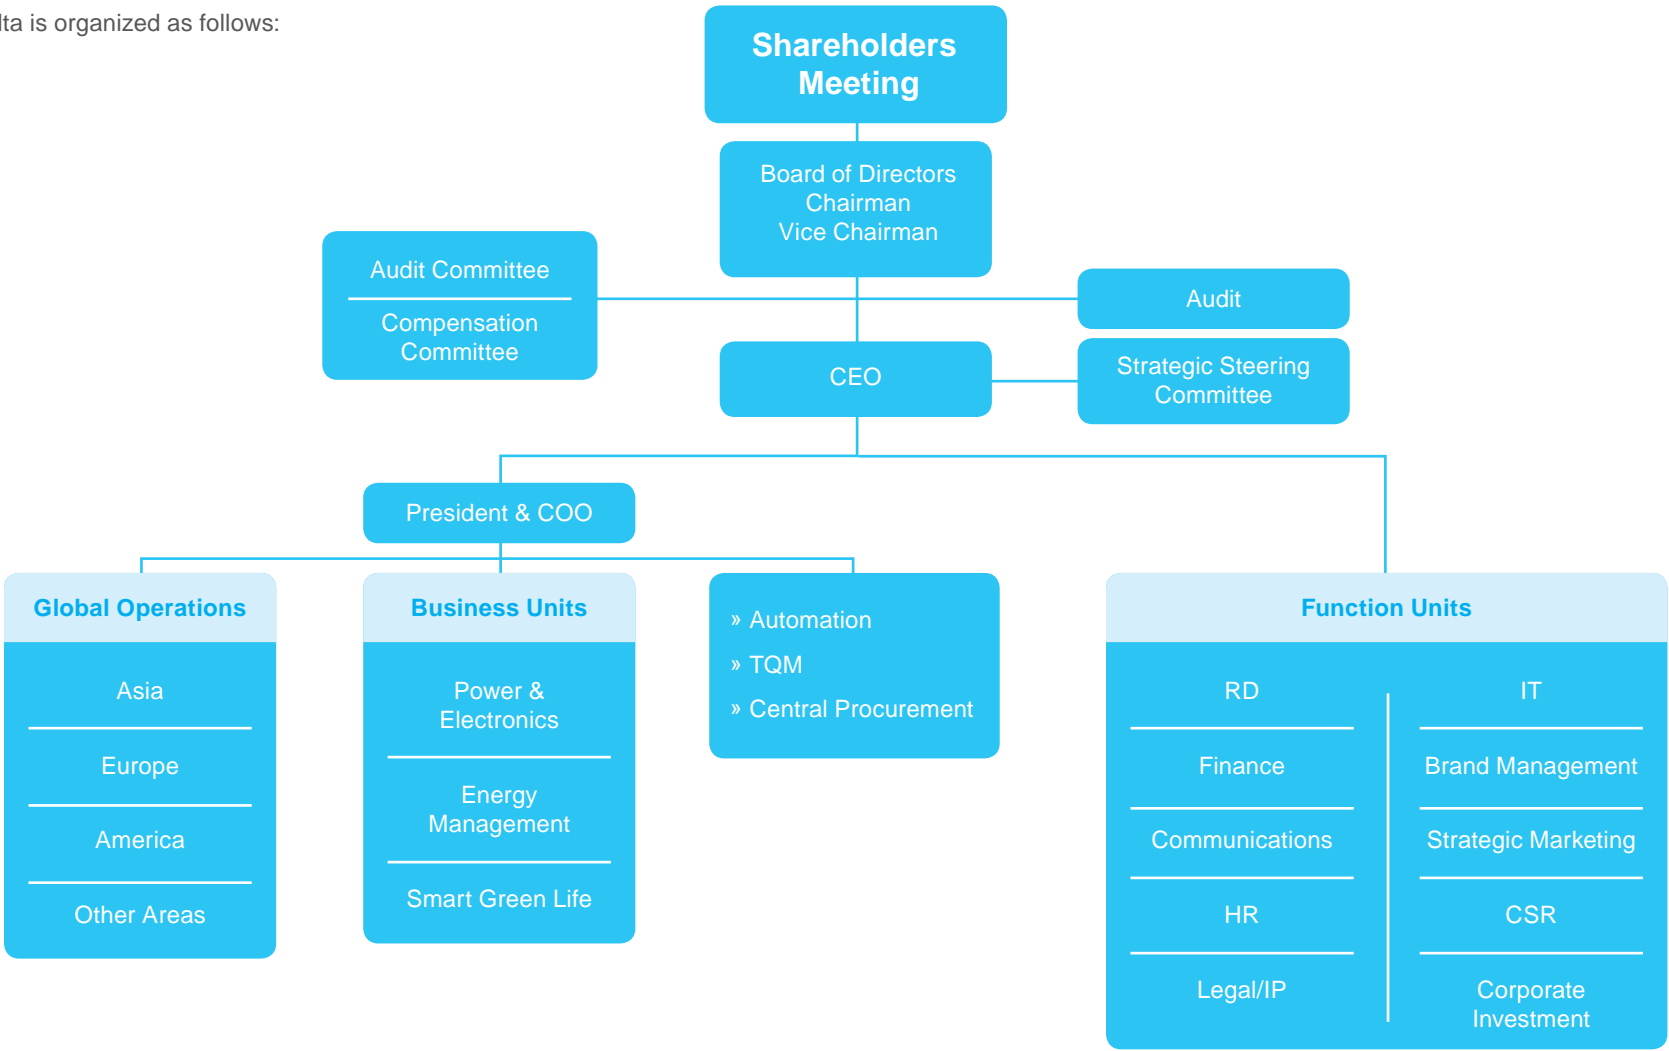 is organized as follows:
Shareholders
Meeting
Board of Directors
Chairman
Vice Chairman
Audit Committee
Compensation
Committee
Audit
CEO
Strategic Steering
Committee
President & COO
Global Operations
Asia
Europe
America
Other Areas
Business Units
Power &
Electronics
Energy
Management
Smart Green Life
» Automation
» TQM
» Central Procurement
Function Units
RD
Finance
Communications
HR
Legal/IP
IT
Brand Management
Strategic Marketing
CSR
Corporate
Investment